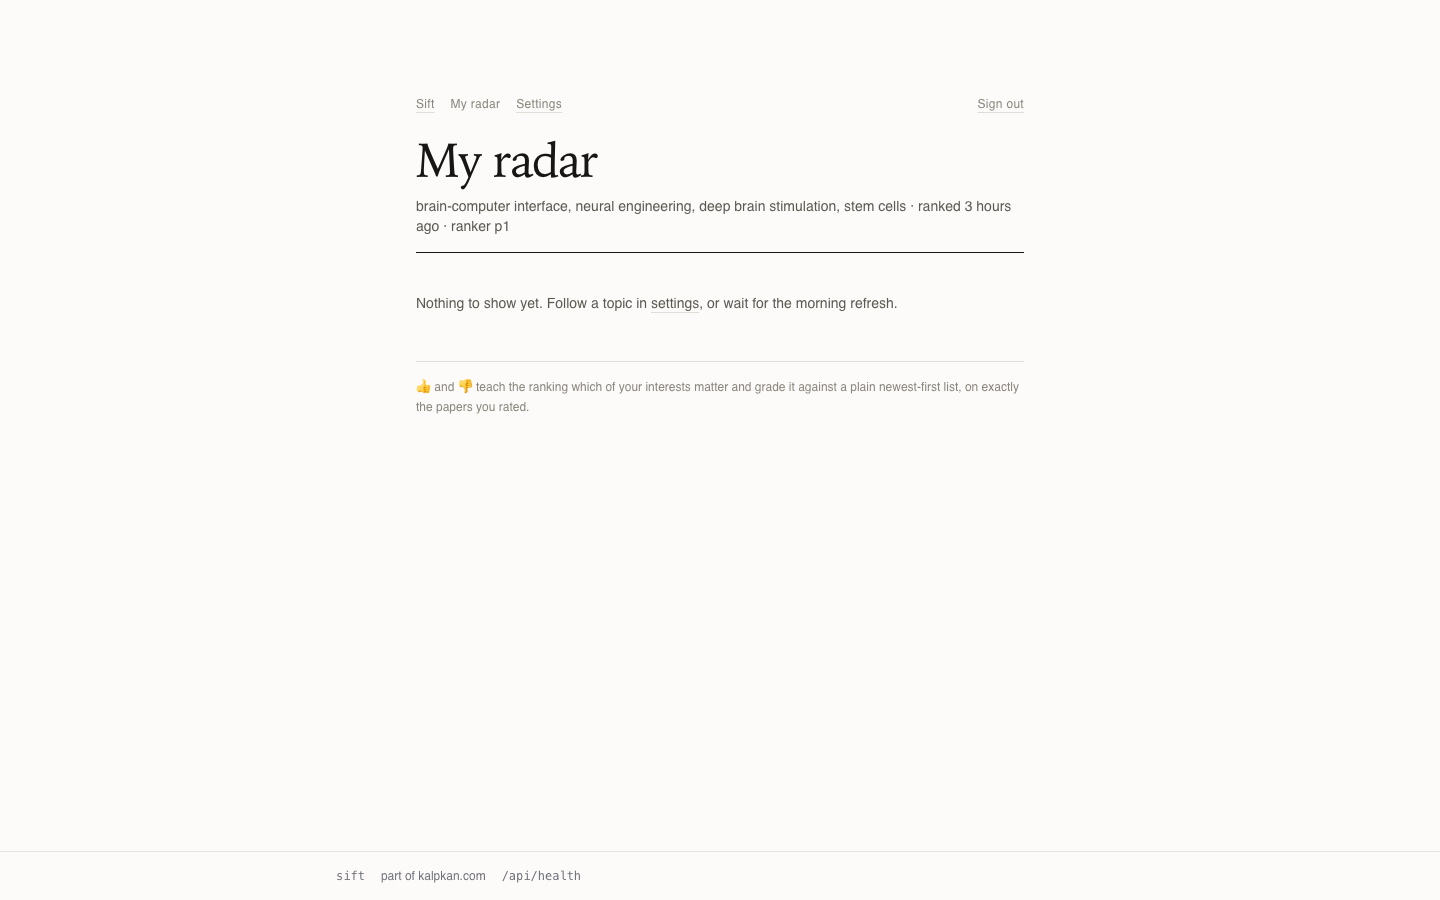 Sift My radar Settings Sign out
My radar
brain-computer interface, neural engineering, deep brain stimulation, stem cells · ranked 3 hours
ago · ranker p1
Nothing to show yet. Follow a topic in settings, or wait for the morning refresh.
👍 and 👎 teach the ranking which of your interests matter and grade it against a plain newest-first list, on exactly
the papers you rated.
sift part of kalpkan.com /api/health